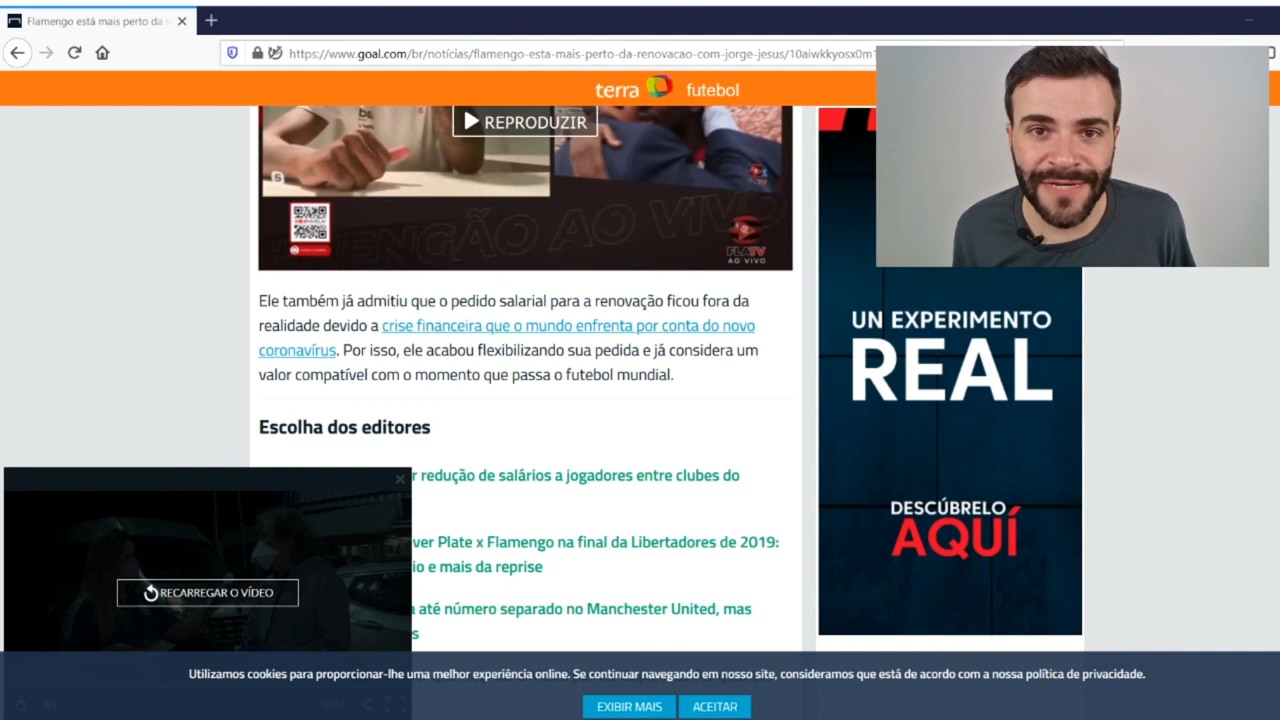 Flamengo está mais perto da r
https://www.goal.com/br/notícias/flamengo-esta-mais-perto-da-renovacao-com-jorge-jesus/10aiwkkyosx0m
terra futebol
REPRODUZIR
MENGÃO AO VIVO
FLATV
AO VIVO
Ele também já admitiu que o pedido salarial para a renovação ficou fora da
realidade devido a crise financeira que o mundo enfrenta por conta do novo
coronavírus. Por isso, ele acabou flexibilizando sua pedida e já considera um
valor compatível com o momento que passa o futebol mundial.
Escolha dos editores
r redução de salários a jogadores entre clubes do
ver Plate x Flamengo na final da Libertadores de 2019:
io e mais da reprise
até número separado no Manchester United, mas
s
RECARREGAR O VÍDEO
UN EXPERIMENTO
REAL
DESCÚBRELO
AQUÍ
Utilizamos cookies para proporcionar-lhe uma melhor experiência online. Se continuar navegando em nosso site, consideramos que está de acordo com a nossa política de privacidade.
EXIBIR MAIS
ACEITAR